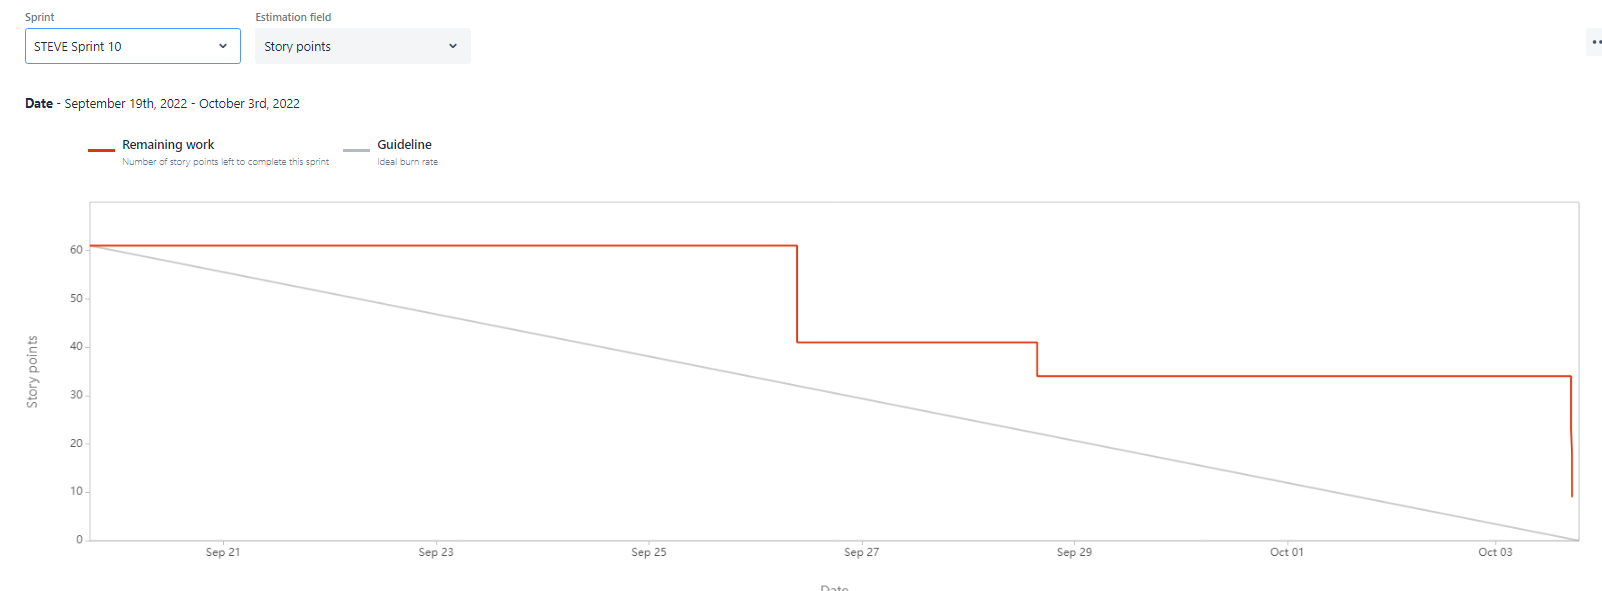 Sprint
Estimation field
STEVE Sprint 10
Story points
Date - September 19th, 2022 - October 3rd, 2022
Remaining work
Number of story points left to complete this sprint
Guideline
Ideal burn rate
60
50
40
30
20
10
0
Story points
Sep 21
Sep 23
Sep 25
Sep 27
Sep 29
Oct 01
Oct 03
Date